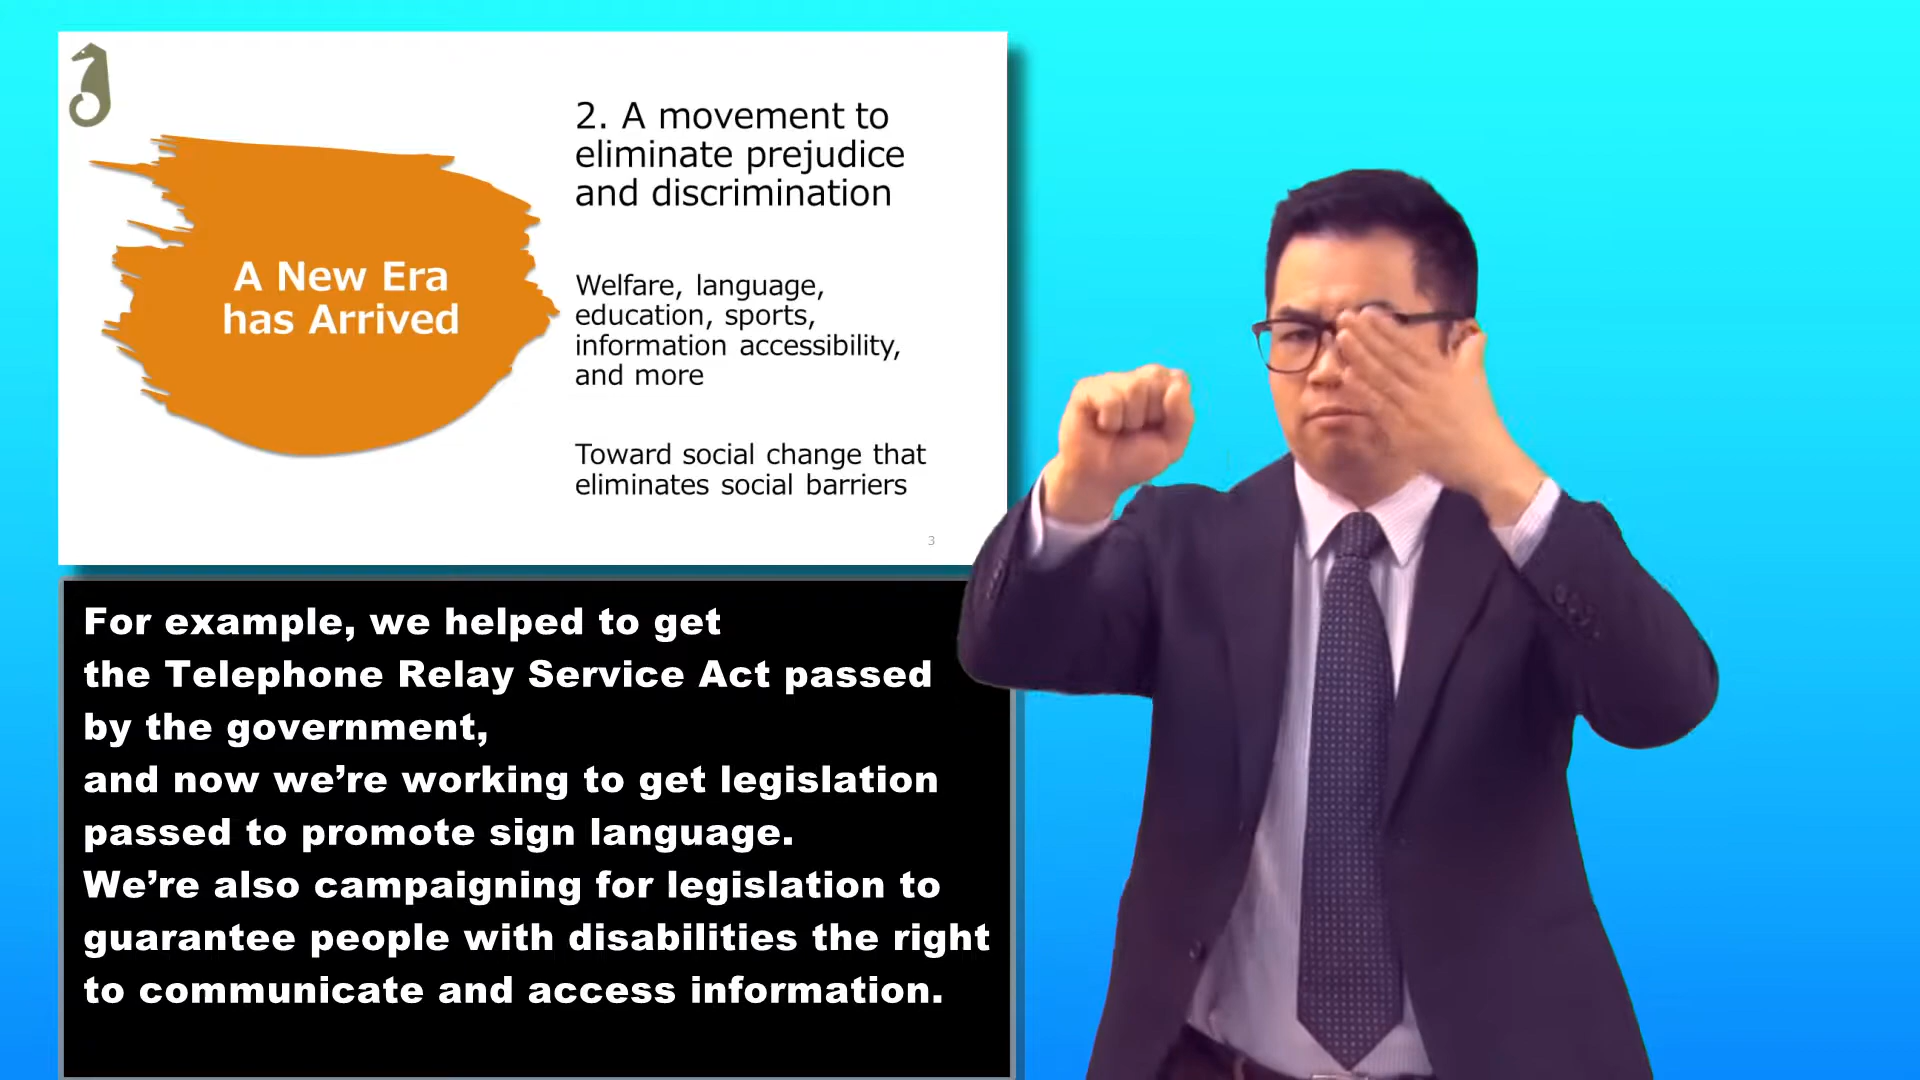 A New Era
has Arrived
2. A movement to
eliminate prejudice
and discrimination
Welfare, language,
education, sports,
information accessibility,
and more
Toward social change that
eliminates social barriers
3
For example, we helped to get
the Telephone Relay Service Act passed
by the government,
and now we’re working to get legislation
passed to promote sign language.
We’re also campaigning for legislation to
guarantee people with disabilities the right
to communicate and access information.